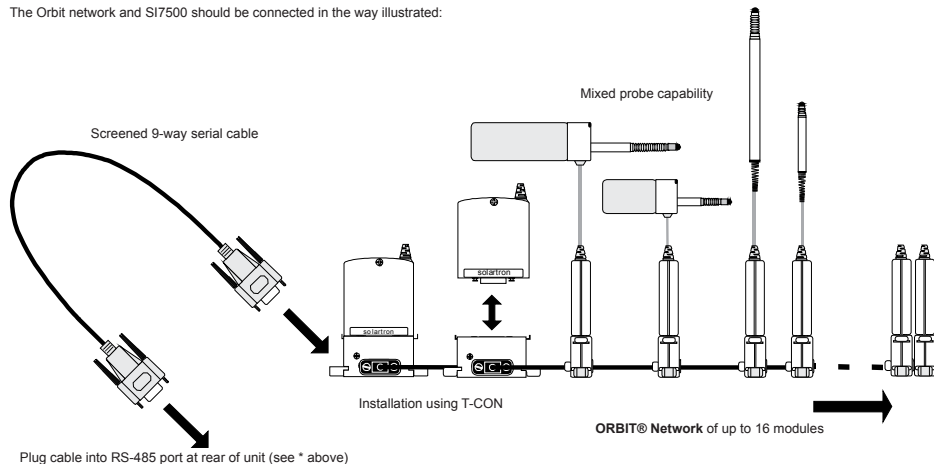 The Orbit network and SI7500 should be connected in the way illustrated:
Mixed probe capability
Screened 9-way serial cable
solartron
solartron
Installation using T-CON
ORBIT® Network of up to 16 modules
Plug cable into RS-485 port at rear of unit (see * above)